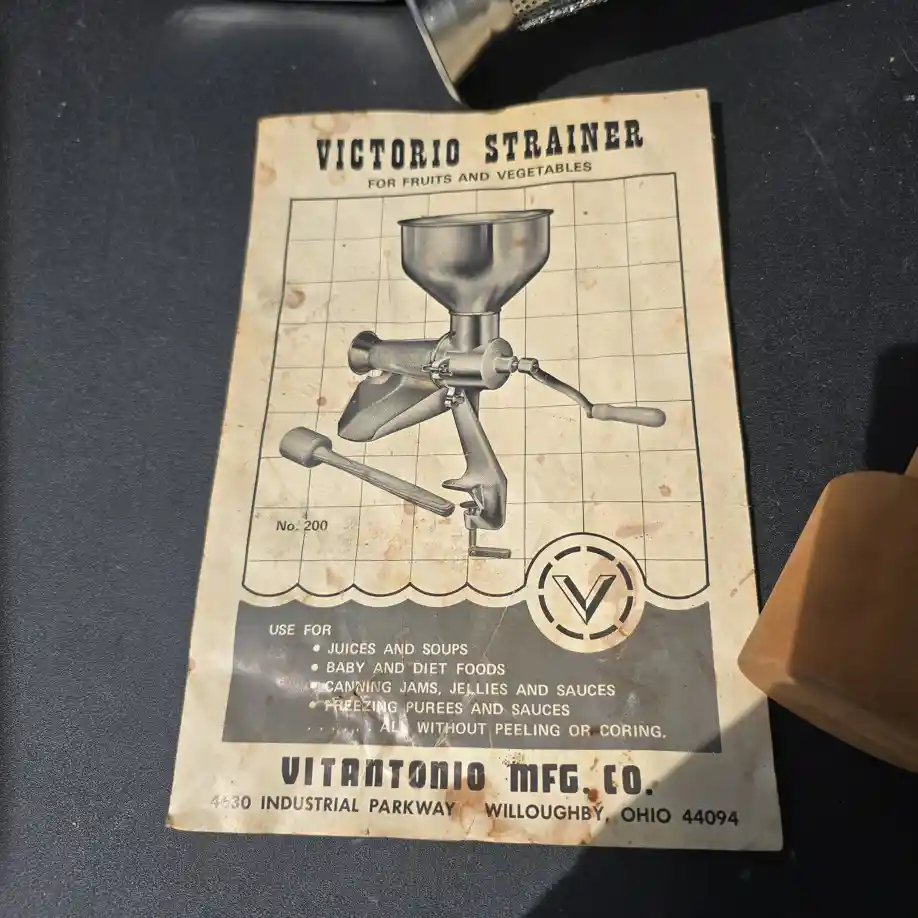 VICTORIO STRAINER
FOR FRUITS AND VEGETABLES
No. 200
V
USE FOR
• JUICES AND SOUPS
• BABY AND DIET FOODS
• CANNING JAMS, JELLIES AND SAUCES
• FREEZING PUREES AND SAUCES
. . . . . . ALL WITHOUT PEELING OR CORING.
VITANTONIO MFG. CO.
4630 INDUSTRIAL PARKWAY WILLOUGHBY, OHIO 44094